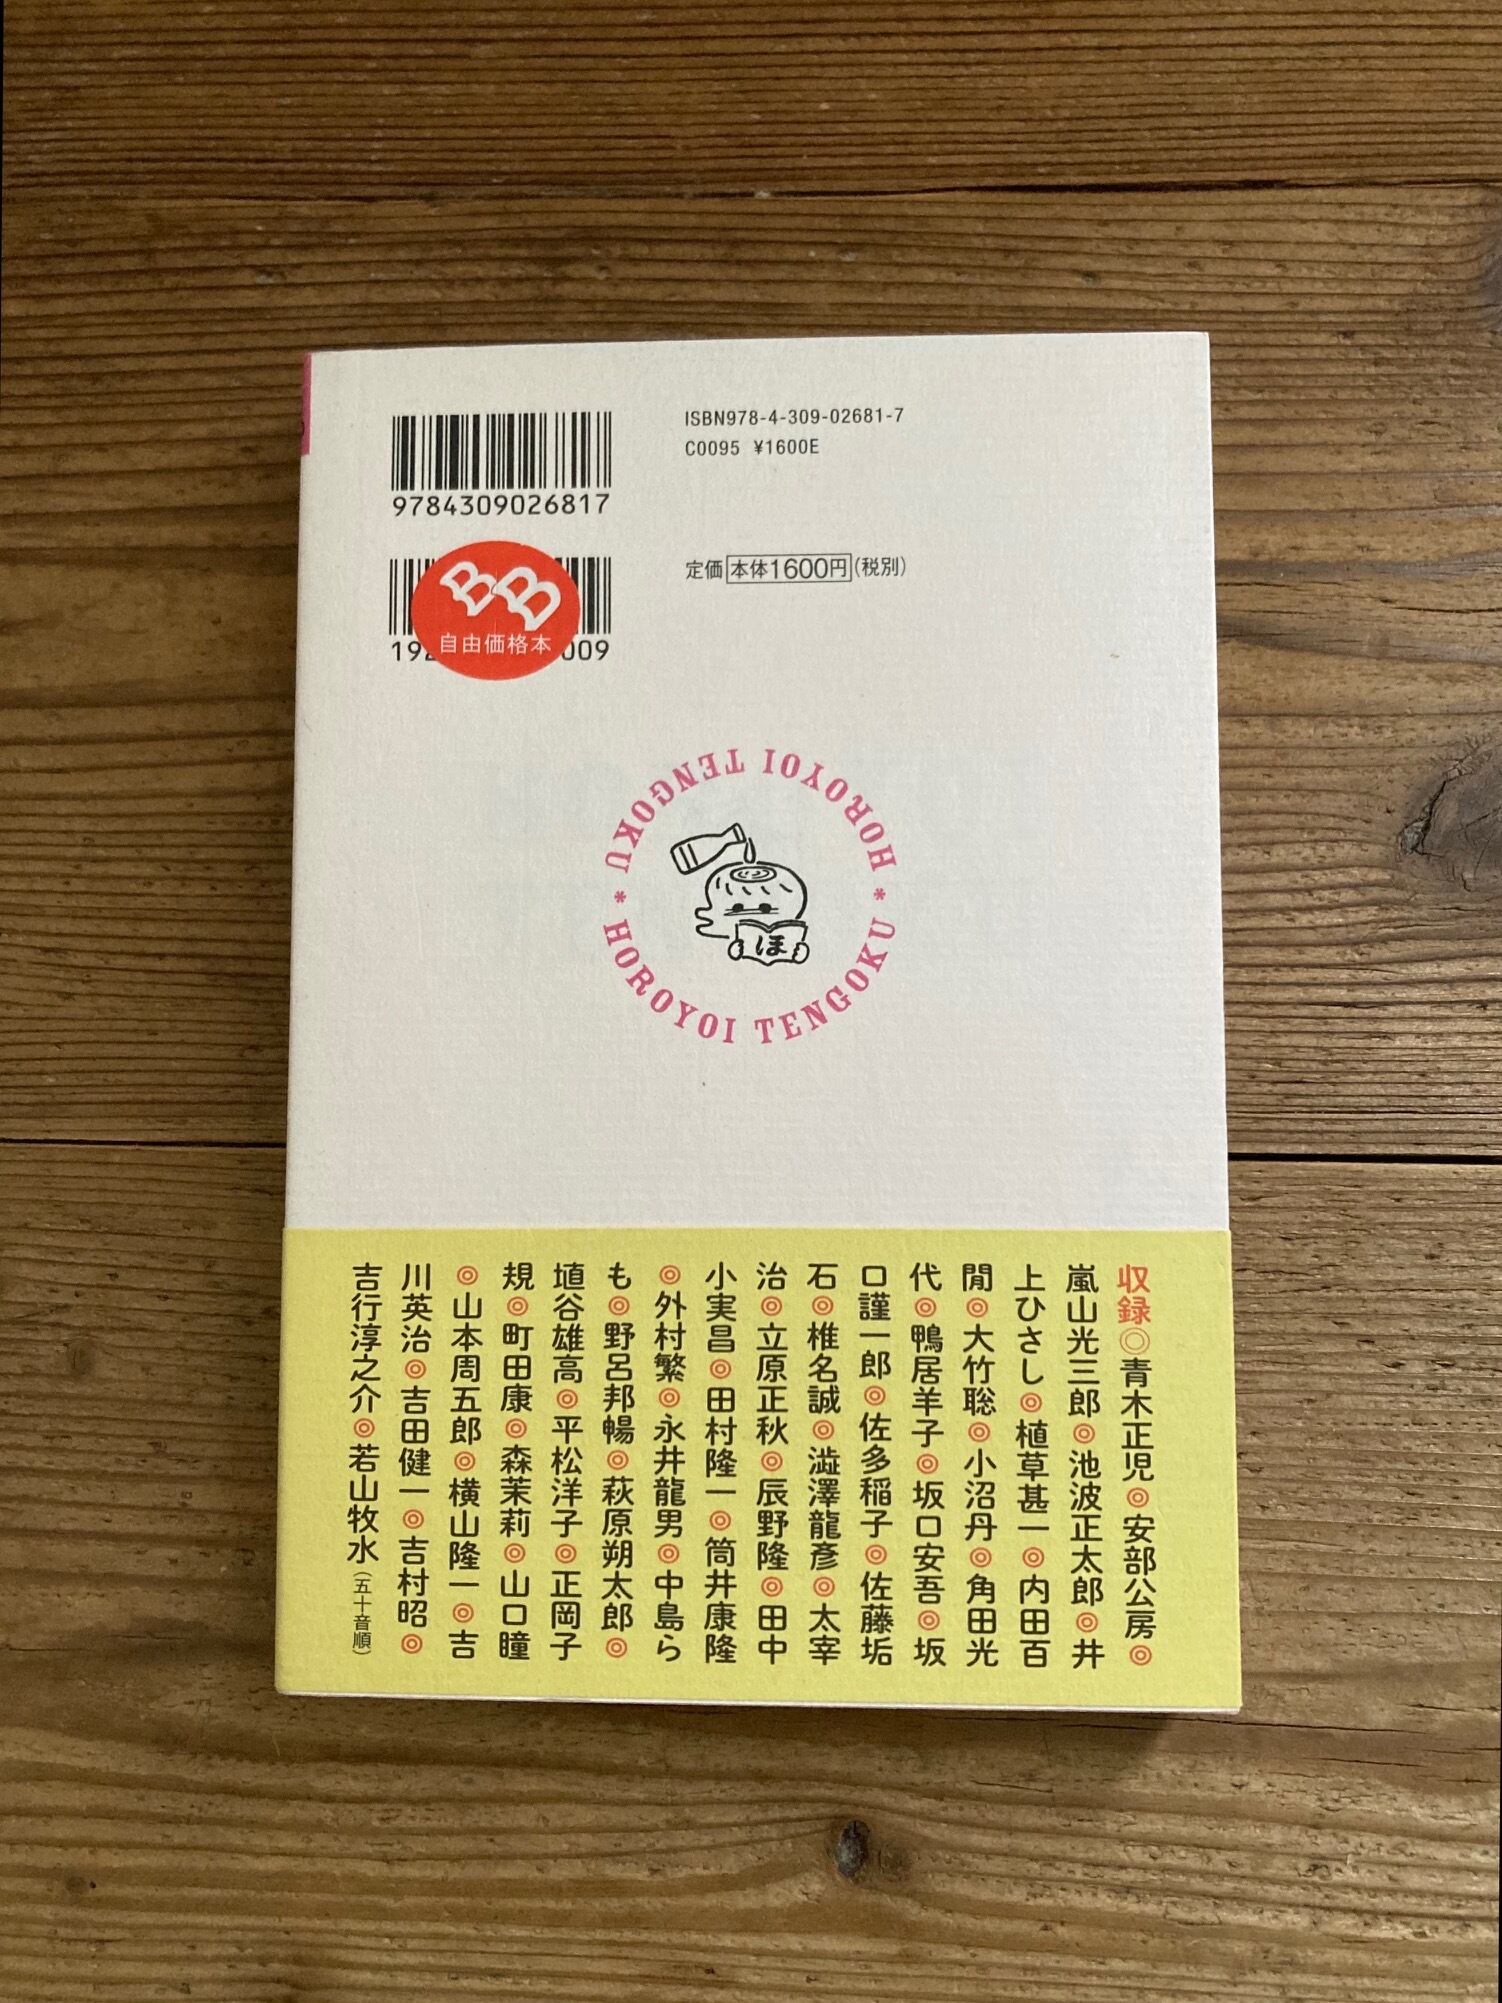 ISBN978-4-309-02681-7
C0095 ¥1600E
9784309026817
定価 本体1600円(税別)
BB
自由価格本
19
009
HOROYOI TENGOKU * HOROYOI TENGOKU *
ほ
収録◎青木正児◎安部公房◎
嵐山光三郎◎池波正太郎◎井
上ひさし◎植草甚一◎内田百
閒◎大竹聡◎小沼丹◎角田光
代◎鴨居羊子◎坂口安吾◎坂
口謹一郎◎佐多稲子◎佐藤垢
石◎椎名誠◎澁澤龍彥◎太宰
治◎立原正秋◎辰野隆◎田中
小実昌◎田村隆一◎筒井康隆
◎外村繁◎永井龍男◎中島ら
も◎野呂邦暢◎萩原朔太郎◎
埴谷雄高◎平松洋子◎正岡子
規◎町田康◎森茉莉◎山口瞳
◎山本周五郎◎横山隆一◎吉
川英治◎吉田健一◎吉村昭◎
吉行淳之介◎若山牧水(五十音順)